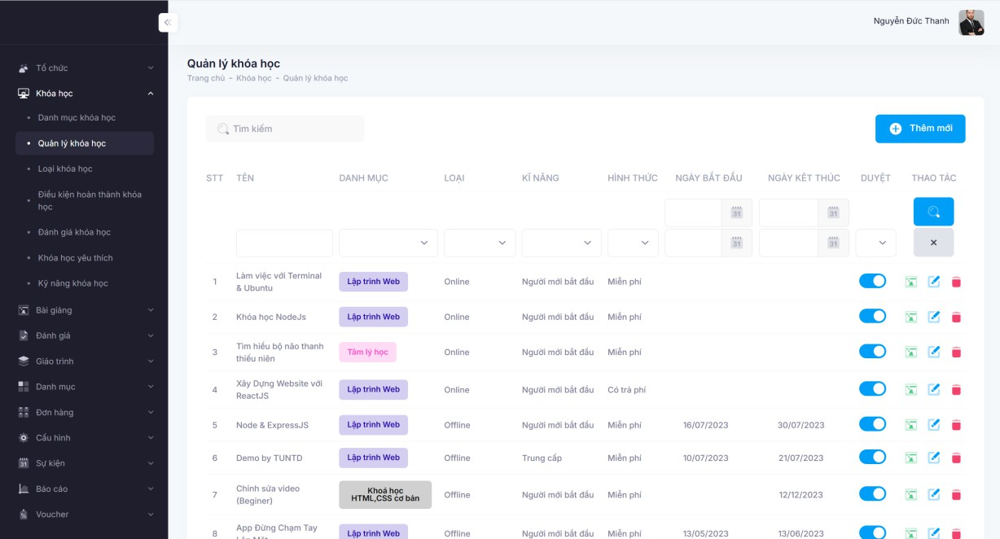 Nguyễn Đức Thanh
Tổ chức
Khóa học
Danh mục khóa học
Quản lý khóa học
Loại khóa học
Điều kiện hoàn thành khóa
học
Đánh giá khóa học
Khóa học yêu thích
Kỹ năng khóa học
Bài giảng
Đánh giá
Giáo trình
Danh mục
Đơn hàng
Cấu hình
Sự kiện
Báo cáo
Voucher
Quản lý khóa học
Trang chủ - Khóa học - Quản lý khóa học
Tìm kiếm
Thêm mới
STT TÊN DANH MỤC LOẠI KĨ NĂNG HÌNH THỨC NGÀY BẮT ĐẦU NGÀY KẾT THÚC DUYỆT THAO TÁC
31 31
31 31
1 Làm việc với Terminal & Ubuntu Lập trình Web Online Người mới bắt đầu Miễn phí
2 Khóa học NodeJs Lập trình Web Online Người mới bắt đầu Miễn phí
3 Tìm hiểu bộ não thanh thiếu niên Tâm lý học Online Người mới bắt đầu Miễn phí
4 Xây Dựng Website với ReactJS Lập trình Web Online Người mới bắt đầu Có trả phí
5 Node & ExpressJS Lập trình Web Offline Người mới bắt đầu Miễn phí 16/07/2023 30/07/2023
6 Demo by TUNTD Lập trình Web Offline Trung cấp Miễn phí 10/07/2023 21/07/2023
7 Chỉnh sửa video (Beginer) Khoá học HTML,CSS cơ bản Offline Người mới bắt đầu Miễn phí 12/12/2023
8 App Đừng Chạm Tay Lập trình Web Offline Người mới bắt đầu Miễn phí 13/05/2023 13/06/2023